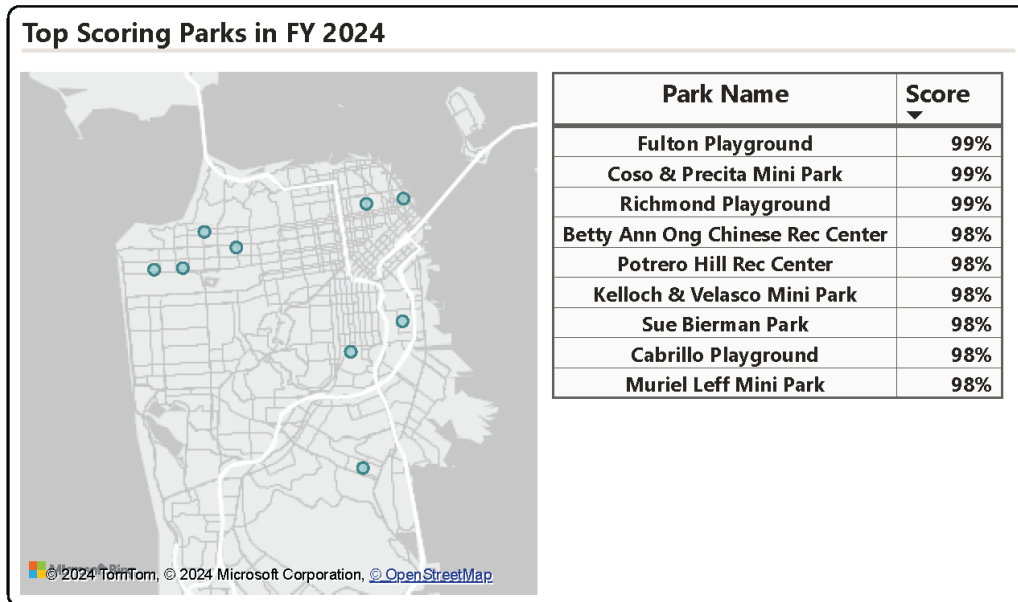 Top Scoring Parks in FY 2024
Park Name Score
Fulton Playground 99%
Coso & Precita Mini Park 99%
Richmond Playground 99%
Betty Ann Ong Chinese Rec Center 98%
Potrero Hill Rec Center 98%
Kelloch & Velasco Mini Park 98%
Sue Bierman Park 98%
Cabrillo Playground 98%
Muriel Leff Mini Park 98%
Microsoft Bing
© 2024 TomTom, © 2024 Microsoft Corporation, © OpenStreetMap